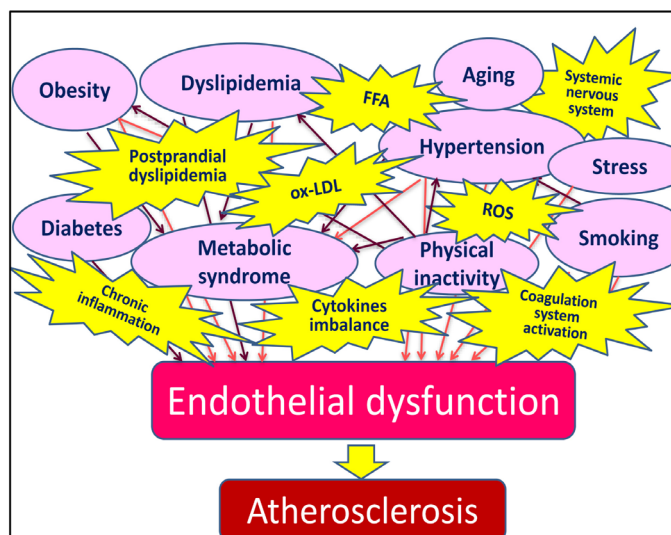 Obesity
Dyslipidemia
FFA
Aging
Systemic
nervous
system
Postprandial
dyslipidemia
ox-LDL
Hypertension
Stress
Diabetes
Metabolic
syndrome
ROS
Physical
inactivity
Smoking
Chronic
inflammation
Cytokines
imbalance
Coagulation
system
activation
Endothelial dysfunction
Atherosclerosis